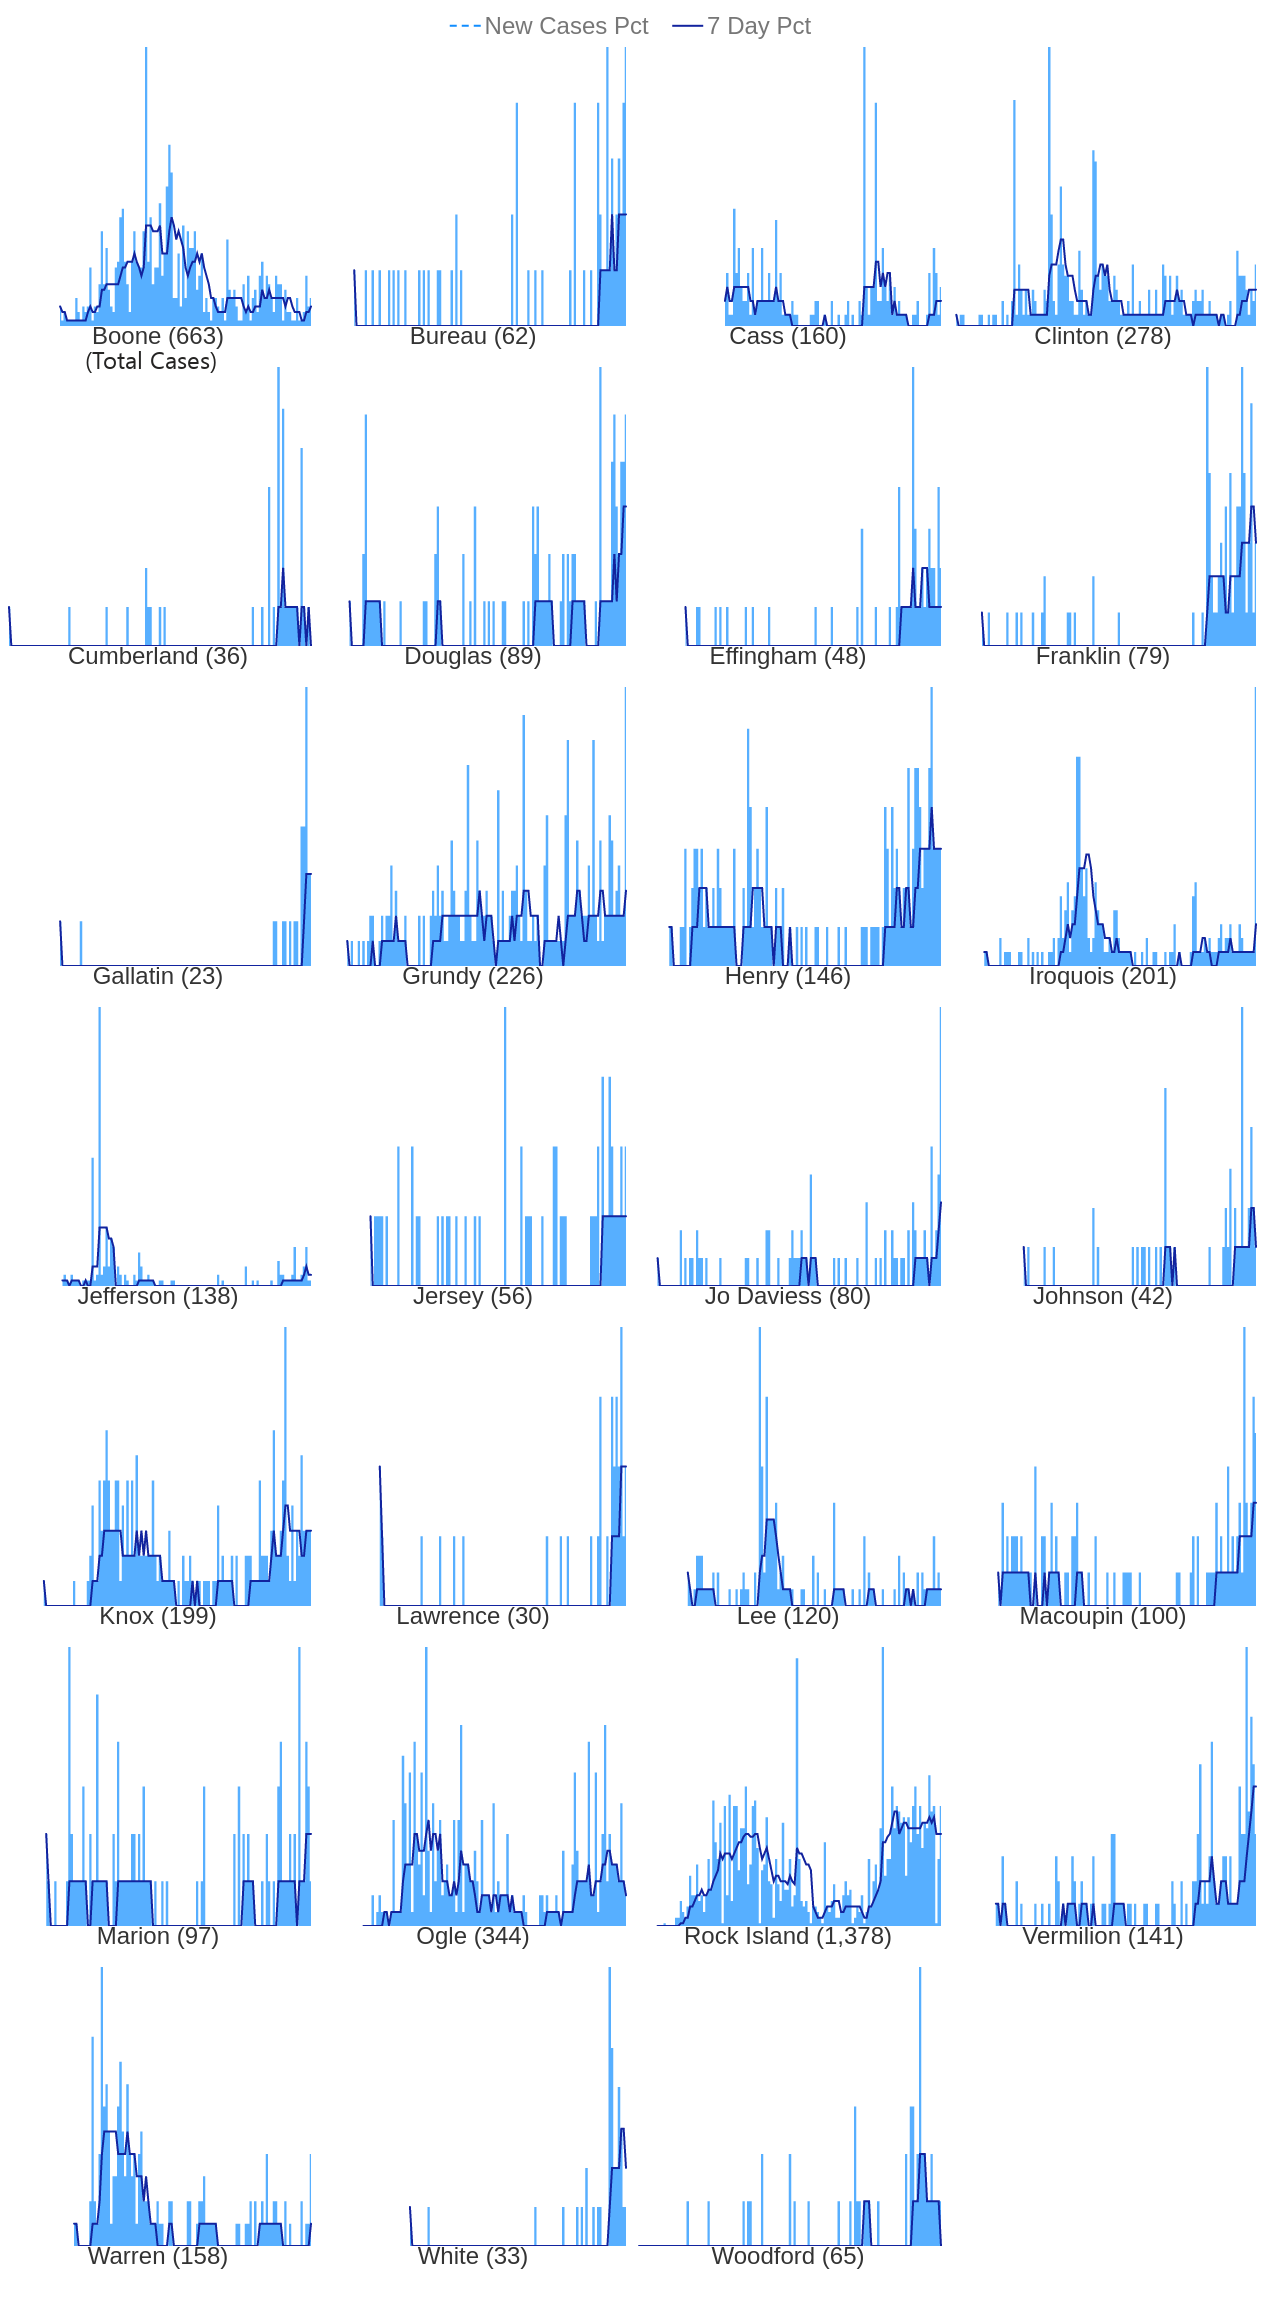 New Cases Pct 7 Day Pct
Boone (663) Bureau (62) Cass (160) Clinton (278)
(Total Cases)
Cumberland (36) Douglas (89) Effingham (48) Franklin (79)
Gallatin (23) Grundy (226) Henry (146) Iroquois (201)
Jefferson (138) Jersey (56) Jo Daviess (80) Johnson (42)
Knox (199) Lawrence (30) Lee (120) Macoupin (100)
Marion (97) Ogle (344) Rock Island (1,378) Vermilion (141)
Warren (158) White (33) Woodford (65)